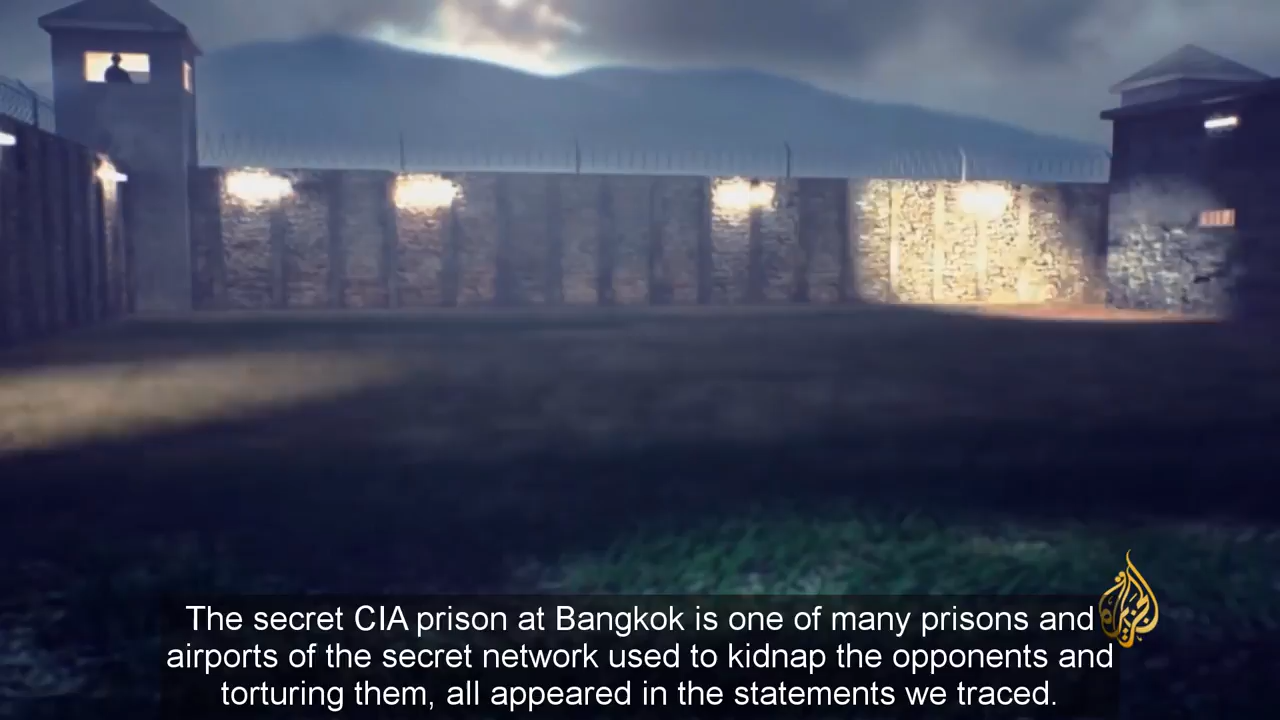 The secret CIA prison at Bangkok is one of many prisons and
airports of the secret network used to kidnap the opponents and
torturing them, all appeared in the statements we traced.
الجزيرة